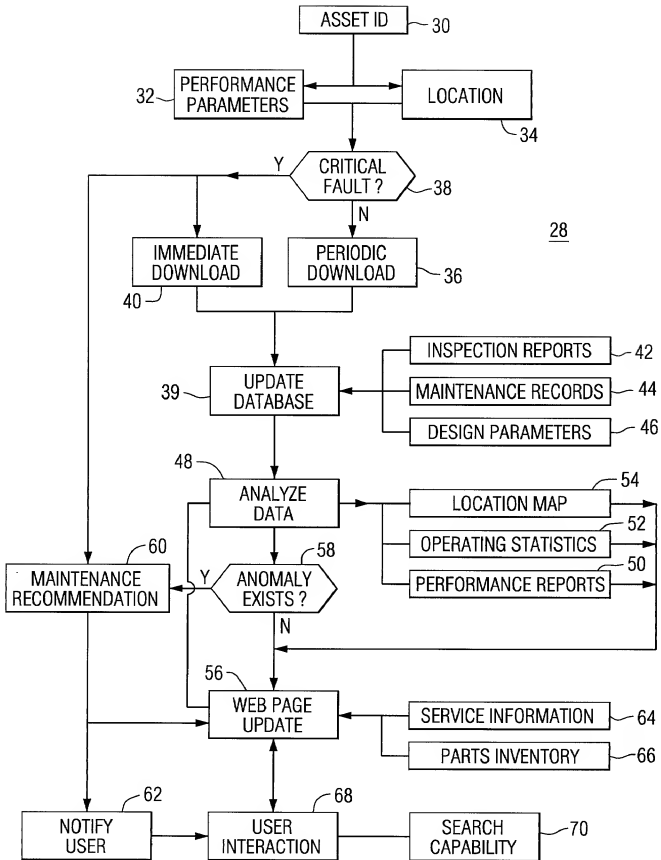 ASSET ID
30
32
PERFORMANCE
PARAMETERS
LOCATION
34
Y
CRITICAL
FAULT ?
38
N
28
IMMEDIATE
DOWNLOAD
40
PERIODIC
DOWNLOAD
36
INSPECTION REPORTS
42
39
UPDATE
DATABASE
MAINTENANCE RECORDS
44
DESIGN PARAMETERS
46
48
ANALYZE
DATA
54
LOCATION MAP
52
OPERATING STATISTICS
50
PERFORMANCE REPORTS
60
MAINTENANCE
RECOMMENDATION
Y
58
ANOMALY
EXISTS ?
N
56
WEB PAGE
UPDATE
SERVICE INFORMATION
64
PARTS INVENTORY
66
62
NOTIFY
USER
68
USER
INTERACTION
SEARCH
CAPABILITY
70